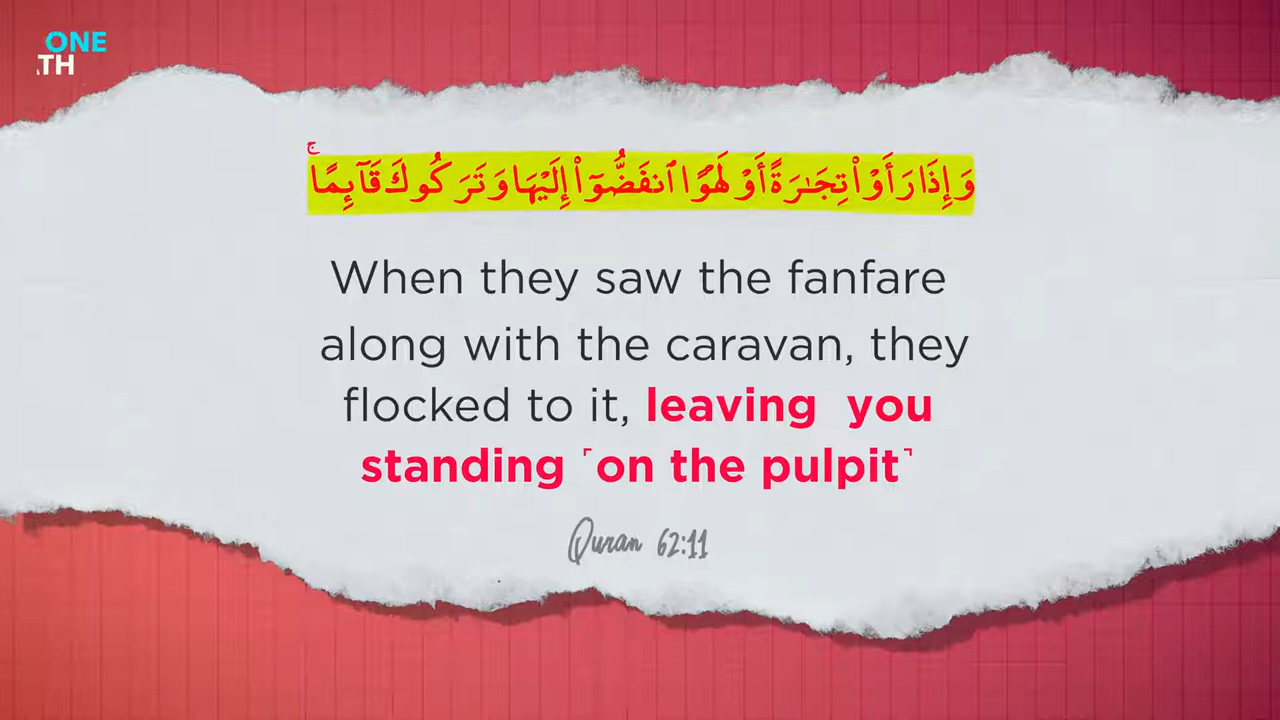 ONE
TH
وَإِذَا رَأَوْا۟ تِجَـٰرَةً أَوْ لَهْوًا ٱنفَضُّوٓا۟ إِلَيْهَا وَتَرَكُوكَ قَآئِمًا ۚ
When they saw the fanfare
along with the caravan, they
flocked to it, leaving you
standing ˹on the pulpit˺
Quran 62:11